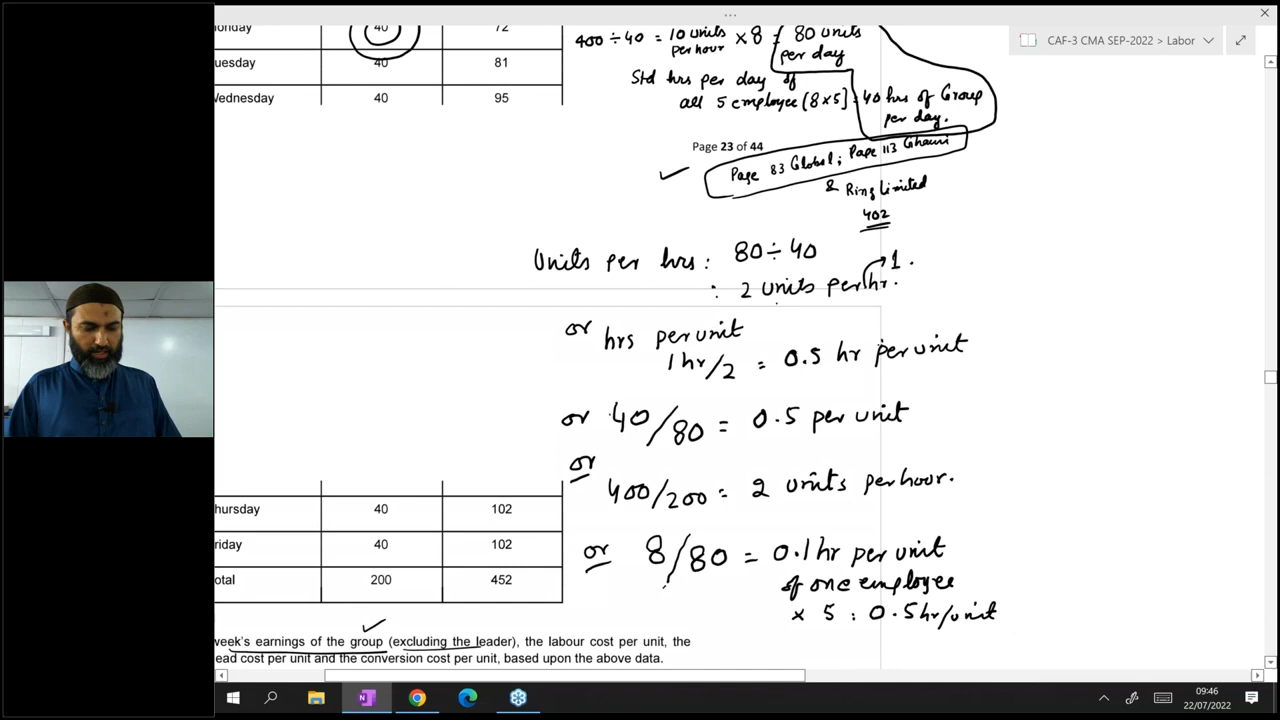 CAF-3 CMA SEP-2022 > Labor
onday 40 72
uesday 40 81
Wednesday 40 95
400 ÷ 40 = 10 units per hour × 8 = 80 units per day
Std hrs per day of
all 5 employee (8 x 5) = 40 hrs of Group per day.
Page 23 of 44
Page 83 Global; Page 113 Ghauri
& Ring Limited
402
Units per hrs : 80 ÷ 40
: 2 units per hr. → 1.
or hrs per unit
1 hr/2 = 0.5 hr per unit
or 40/80 = 0.5 per unit
or 400/200 = 2 units per hour.
hursday 40 102
riday 40 102
otal 200 452
or 8/80 = 0.1 hr per unit
of one employee
x 5 : 0.5 hr/unit
week's earnings of the group (excluding the leader), the labour cost per unit, the
ead cost per unit and the conversion cost per unit, based upon the above data.
09:46
22/07/2022